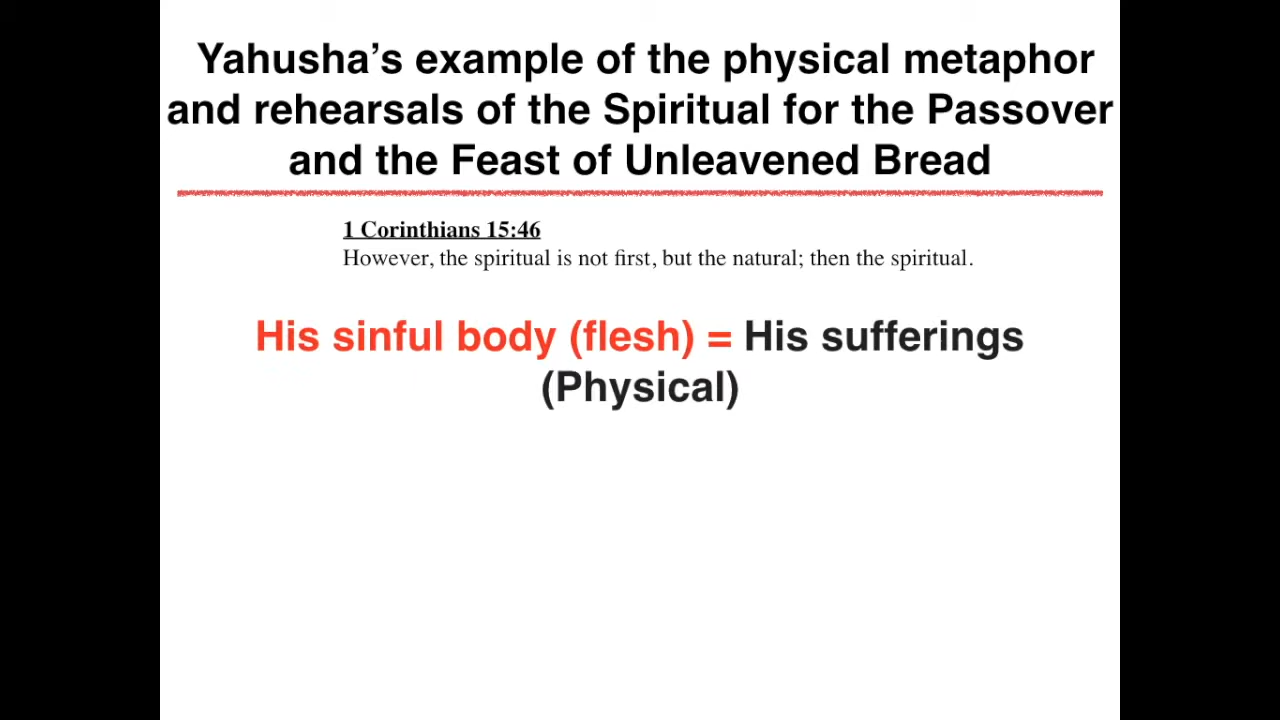 Yahusha’s example of the physical metaphor
and rehearsals of the Spiritual for the Passover
and the Feast of Unleavened Bread
1 Corinthians 15:46
However, the spiritual is not first, but the natural; then the spiritual.
His sinful body (flesh) = His sufferings
(Physical)